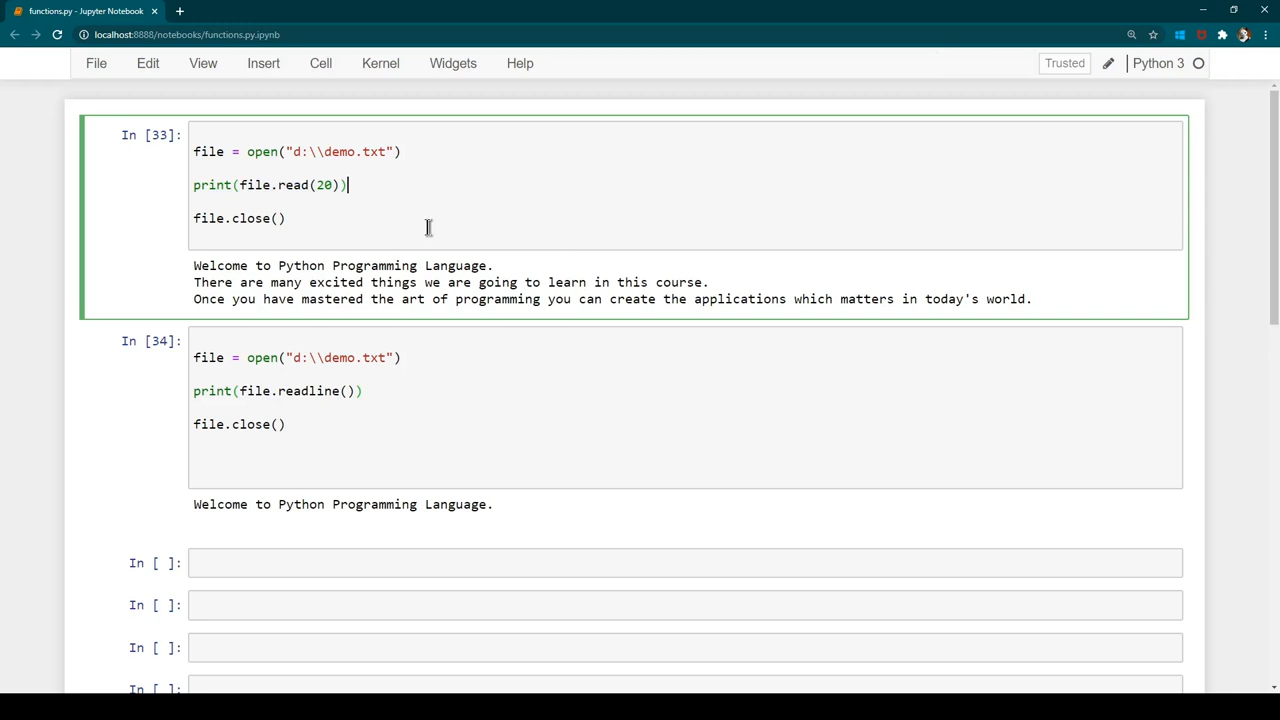 functions.py - Jupyter Notebook
localhost:8888/notebooks/functions.py.ipynb
File Edit View Insert Cell Kernel Widgets Help Trusted Python 3
In [33]:
file = open("d:\\demo.txt")
print(file.read(20))
file.close()
Welcome to Python Programming Language.
There are many excited things we are going to learn in this course.
Once you have mastered the art of programming you can create the applications which matters in today's world.
In [34]:
file = open("d:\\demo.txt")
print(file.readline())
file.close()
Welcome to Python Programming Language.
In [ ]:
In [ ]:
In [ ]:
In [ ]: